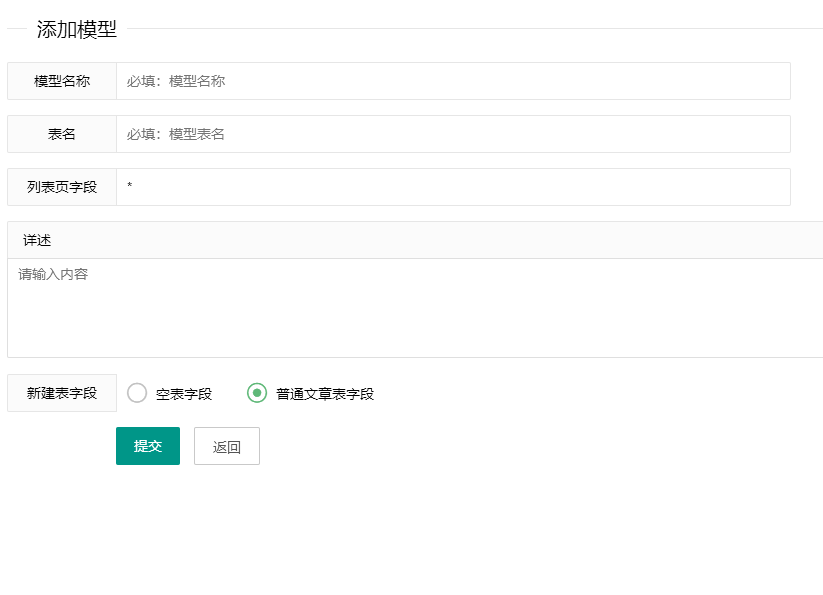 添加模型
模型名称 必填：模型名称
表名 必填：模型表名
列表页字段 *
详述
请输入内容
新建表字段 空表字段 普通文章表字段
提交 返回